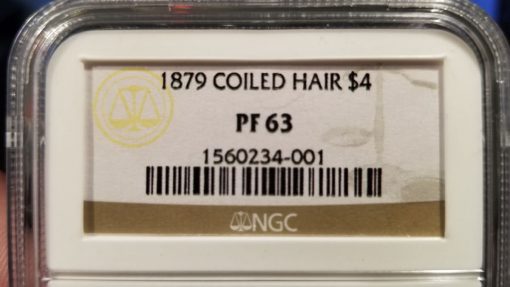 1879 COILED HAIR $4
PF 63
1560234-001
NGC